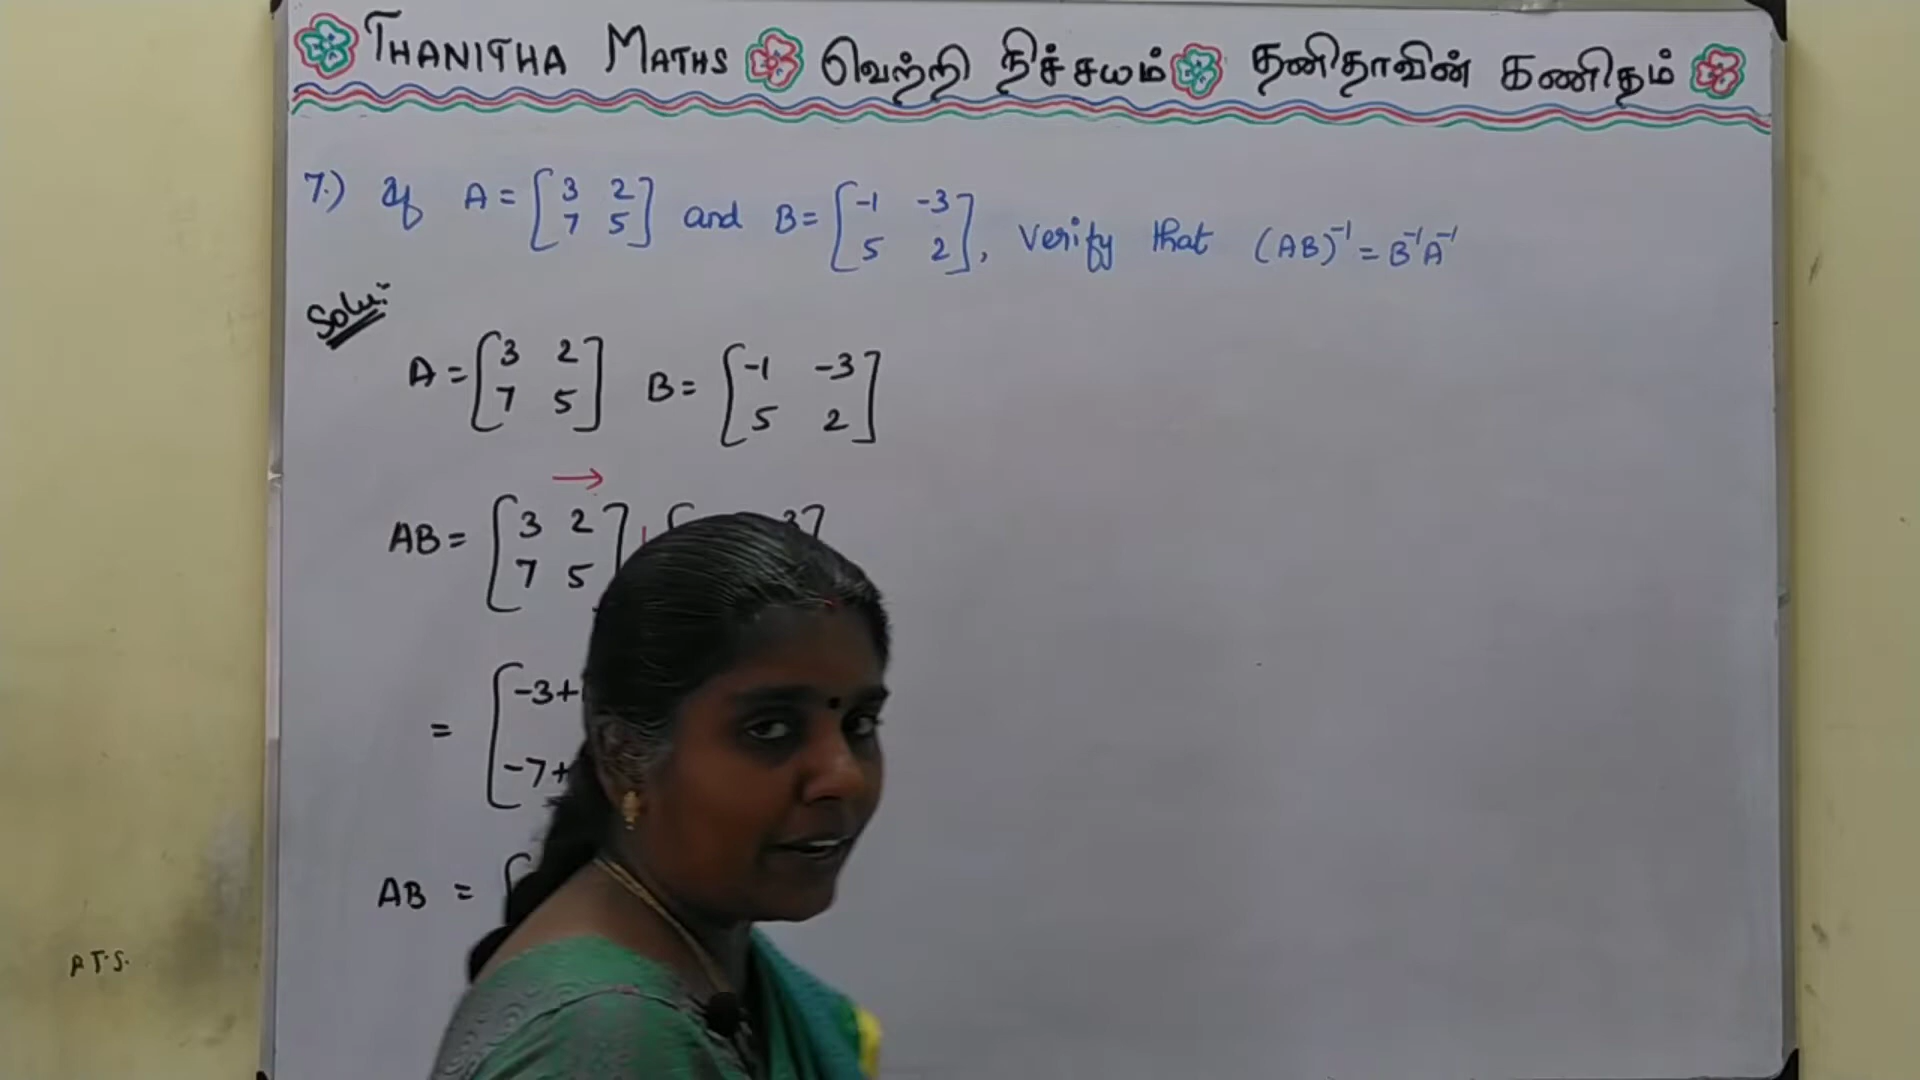 THANITHA MATHS வெற்றி நிச்சயம் தனிதாவின் கணிதம்
7.) If A = [3 2 and B = [-1 -3 , verify that (AB)⁻¹ = B⁻¹A⁻¹
7 5] 5 2]
Solu:-
A = [3 2 B = [-1 -3
7 5] 5 2]
→
AB = [3 2
7 5
= [-3+
-7+
AB = [
A.T.S.